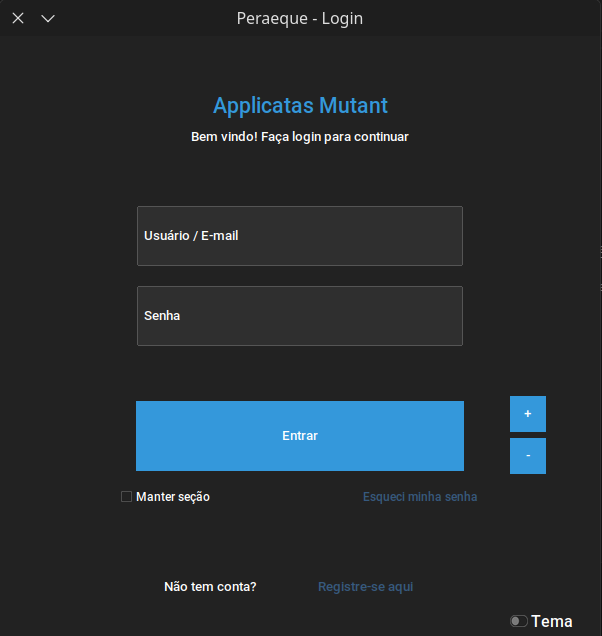 Peraeque - Login
Applicatas Mutant
Bem vindo! Faça login para continuar
Usuário / E-mail
Senha
Entrar
+
-
Manter seção
Esqueci minha senha
Não tem conta?
Registre-se aqui
Tema